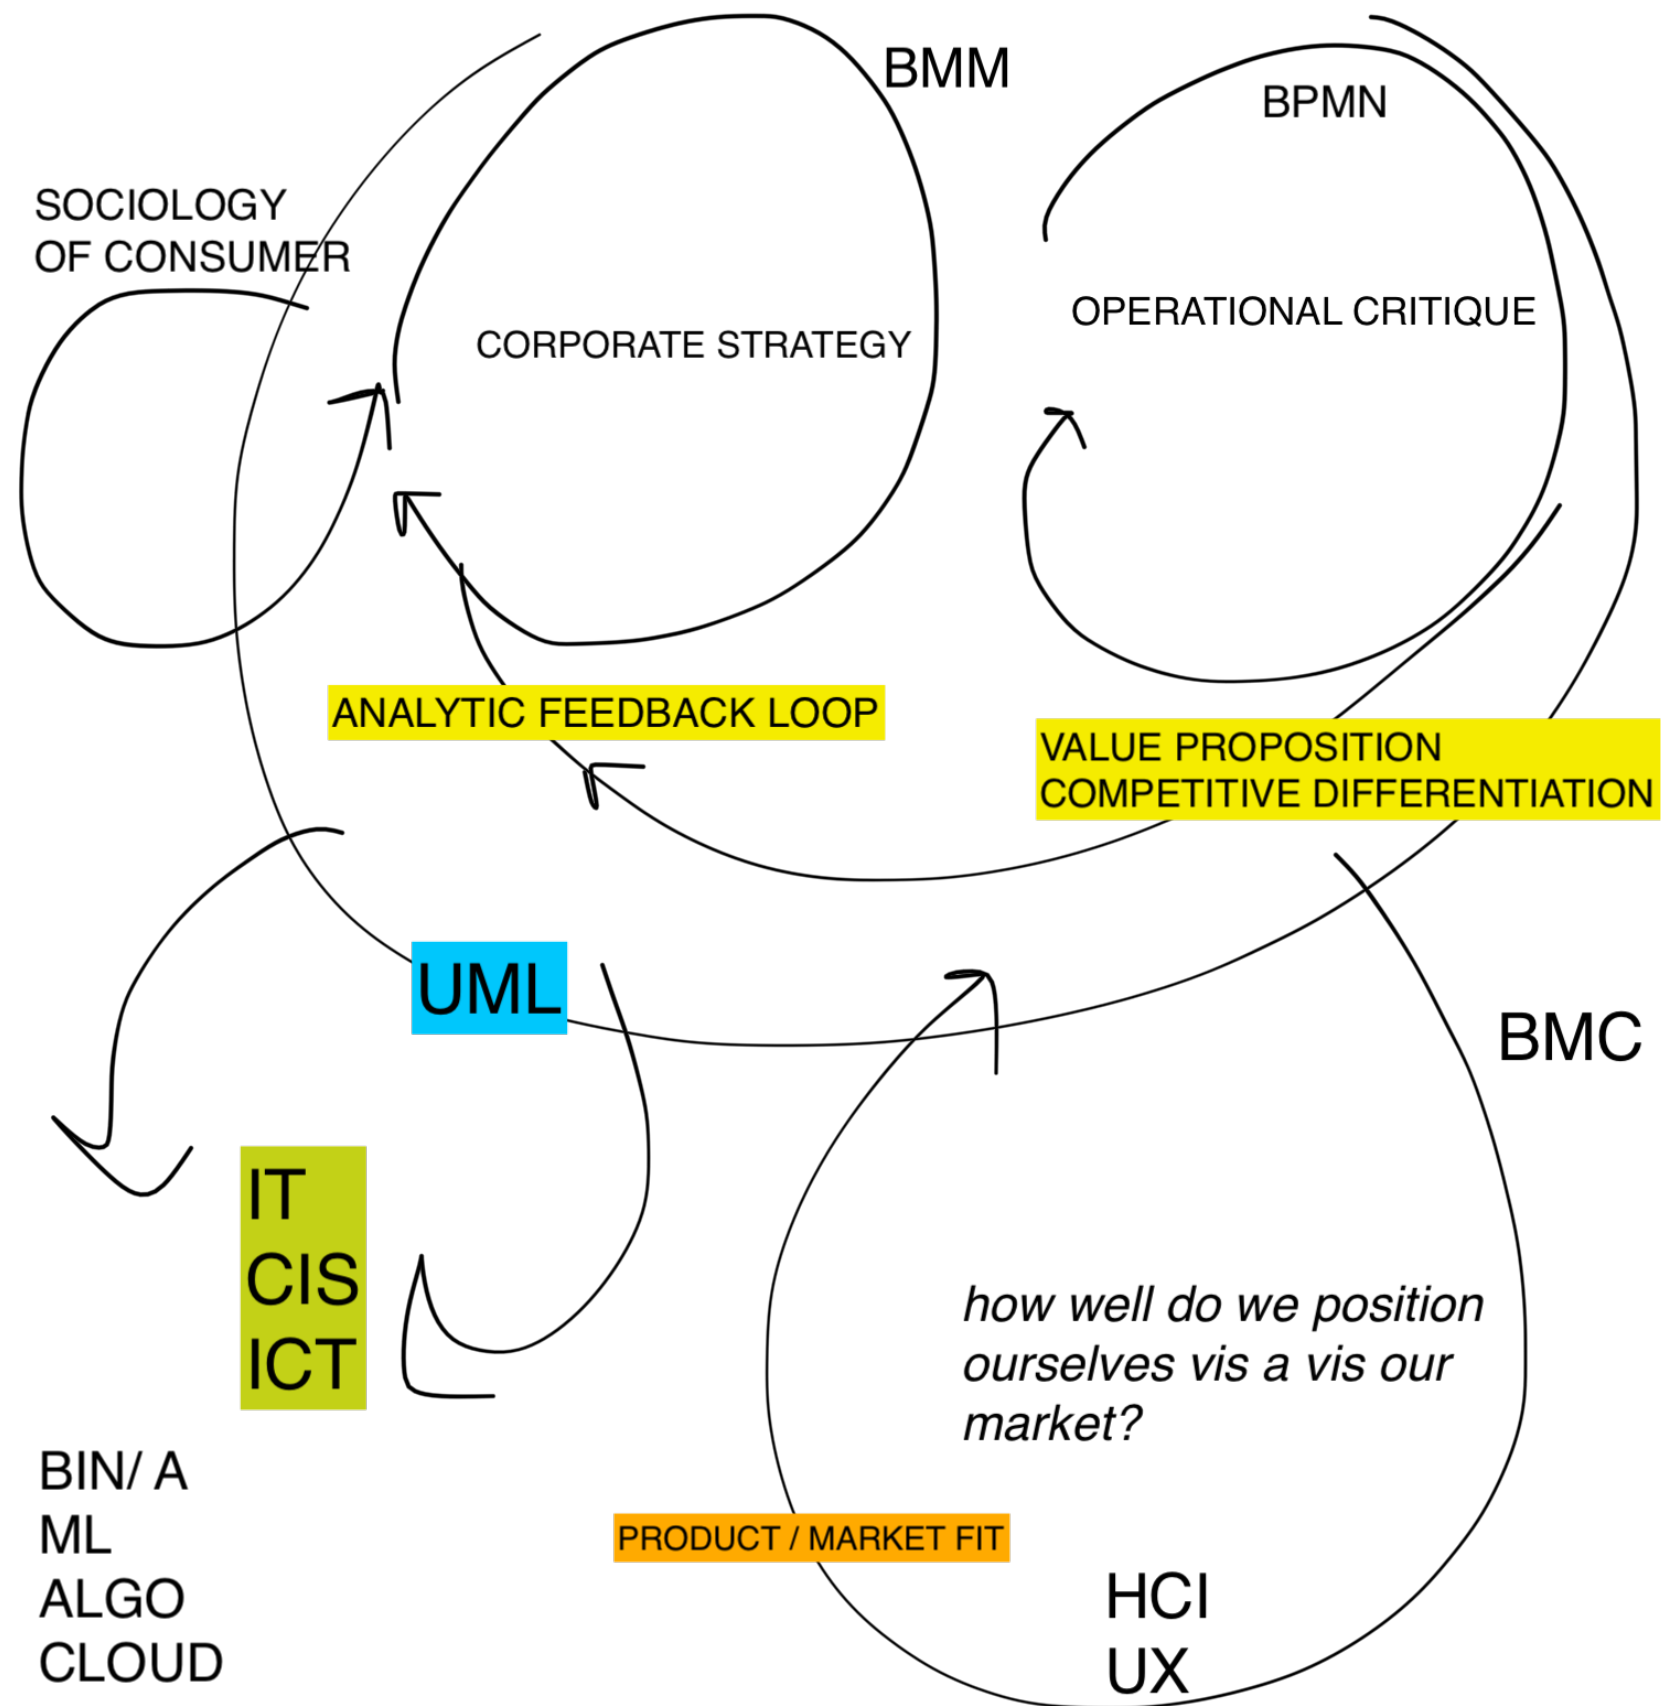 BMM
BPMN
SOCIOLOGY
OF CONSUMER
CORPORATE STRATEGY
OPERATIONAL CRITIQUE
ANALYTIC FEEDBACK LOOP
VALUE PROPOSITION
COMPETITIVE DIFFERENTIATION
UML
BMC
IT
CIS
ICT
how well do we position
ourselves vis a vis our
market?
BIN/ A
ML
ALGO
CLOUD
PRODUCT / MARKET FIT
HCI
UX